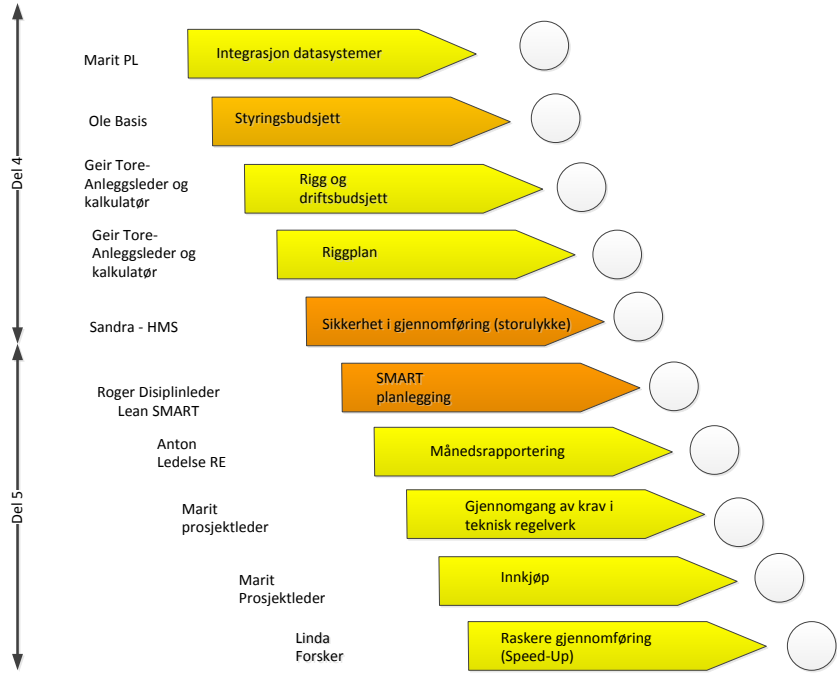 Del 4
Marit PL
Integrasjon datasystemer
Ole Basis
Styringsbudsjett
Geir Tore-
Anleggsleder og
kalkulatør
Rigg og
driftsbudsjett
Geir Tore-
Anleggsleder og
kalkulatør
Riggplan
Sandra - HMS
Sikkerhet i gjennomføring (storulykke)
Del 5
Roger Disiplinleder
Lean SMART
SMART
planlegging
Anton
Ledelse RE
Månedsrapportering
Marit
prosjektleder
Gjennomgang av krav i
teknisk regelverk
Marit
Prosjektleder
Innkjøp
Linda
Forsker
Raskere gjennomføring
(Speed-Up)